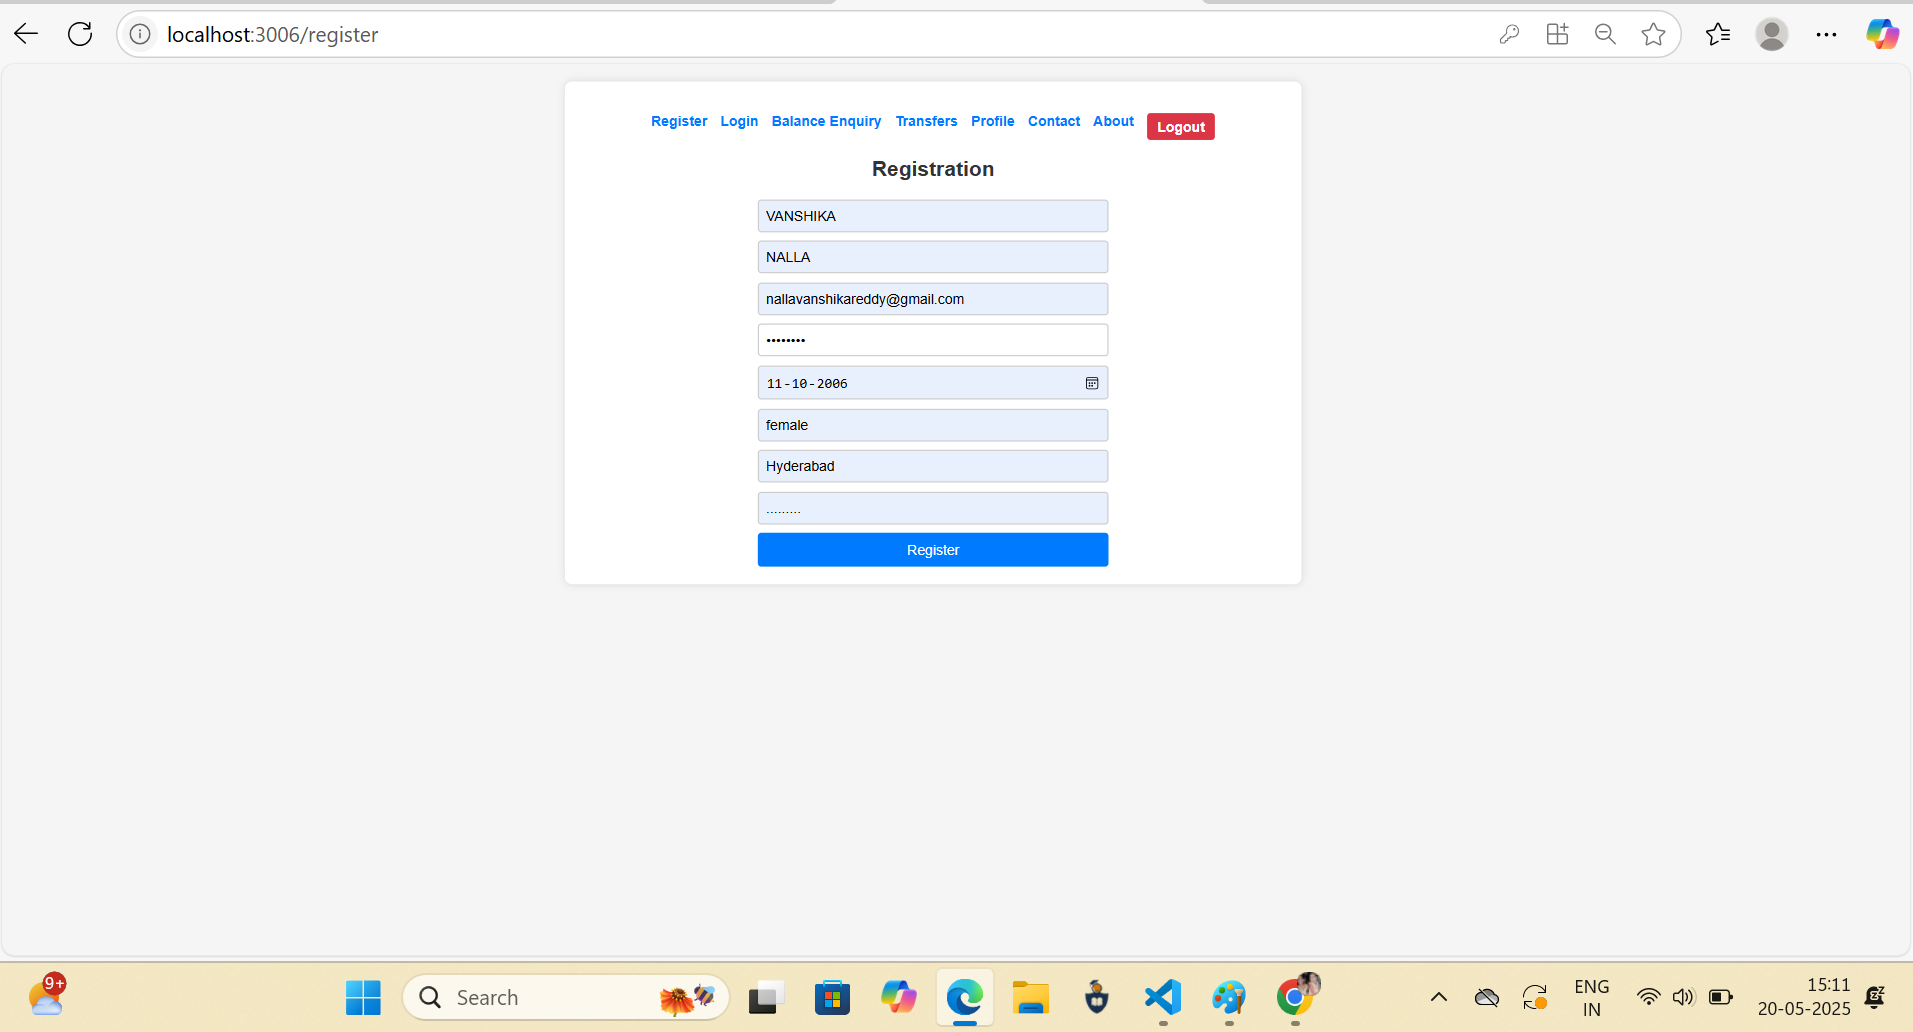 localhost:3006/register
Register Login Balance Enquiry Transfers Profile Contact About Logout
Registration
VANSHIKA
NALLA
nallavanshikareddy@gmail.com
••••••••
11-10-2006
female
Hyderabad
.........
Register
9+
Search
ENG
IN
15:11
20-05-2025